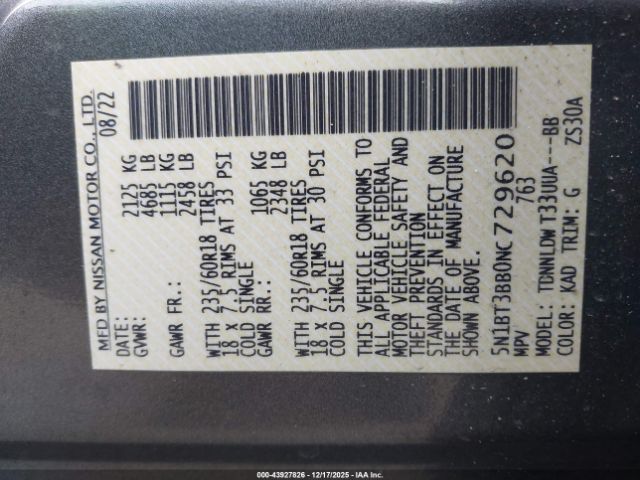 MFD BY NISSAN MOTOR CO., LTD.
DATE: 08/22
GVWR: 2125 KG
4685 LB
GAWR FR.: 1115 KG
2458 LB
WITH 235/60R18 TIRES
18 x 7.5 RIMS AT 33 PSI
COLD SINGLE
GAWR RR.: 1065 KG
2348 LB
WITH 235/60R18 TIRES
18 x 7.5 RIMS AT 30 PSI
COLD SINGLE
THIS VEHICLE CONFORMS TO
ALL APPLICABLE FEDERAL
MOTOR VEHICLE SAFETY AND
THEFT PREVENTION
STANDARDS IN EFFECT ON
THE DATE OF MANUFACTURE
SHOWN ABOVE.
5N1BT3BB0NC729620
MPV 763
MODEL: TDNNLDW T33UUA---BB
COLOR: KAD TRIM: G ZS30A
000-43927826 | 12/17/2025 | IAA Inc.